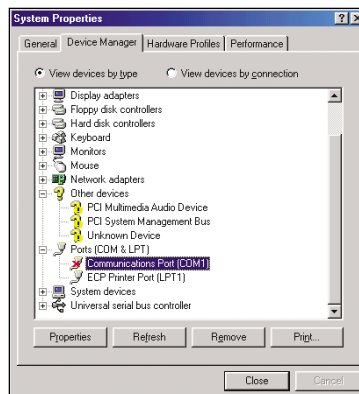 System Properties
General Device Manager Hardware Profiles Performance
View devices by type View devices by connection
Display adapters
Floppy disk controllers
Hard disk controllers
Keyboard
Monitors
Mouse
Network adapters
Other devices
PCI Multimedia Audio Device
PCI System Management Bus
Unknown Device
Ports (COM & LPT)
Communications Port (COM1)
ECP Printer Port (LPT1)
System devices
Universal serial bus controller
Properties Refresh Remove Print...
Close Cancel